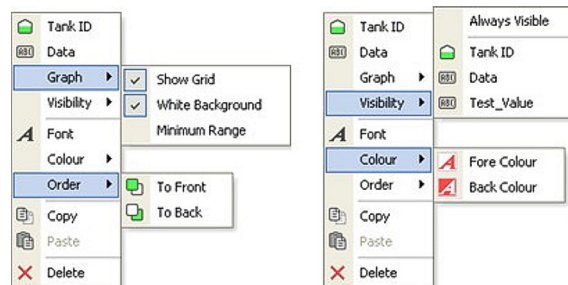 Tank ID
Data
Graph
Visibility
Font
Colour
Order
Copy
Paste
Delete
Show Grid
White Background
Minimum Range
To Front
To Back
Tank ID
Data
Graph
Visibility
Font
Colour
Order
Copy
Paste
Delete
Always Visible
Tank ID
Data
Test_Value
Fore Colour
Back Colour